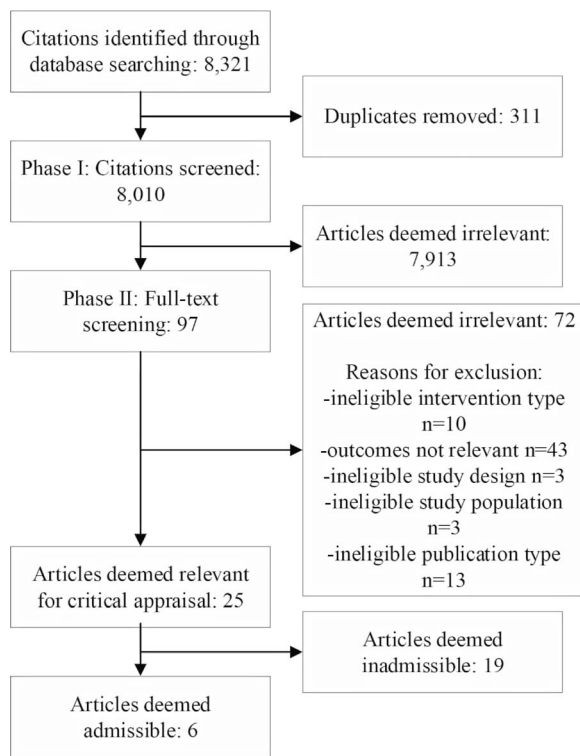 Citations identified through
database searching: 8,321
Duplicates removed: 311
Phase I: Citations screened:
8,010
Articles deemed irrelevant:
7,913
Phase II: Full-text
screening: 97
Articles deemed irrelevant: 72
Reasons for exclusion:
-ineligible intervention type
n=10
-outcomes not relevant n=43
-ineligible study design n=3
-ineligible study population
n=3
-ineligible publication type
n=13
Articles deemed relevant
for critical appraisal: 25
Articles deemed
inadmissible: 19
Articles deemed
admissible: 6